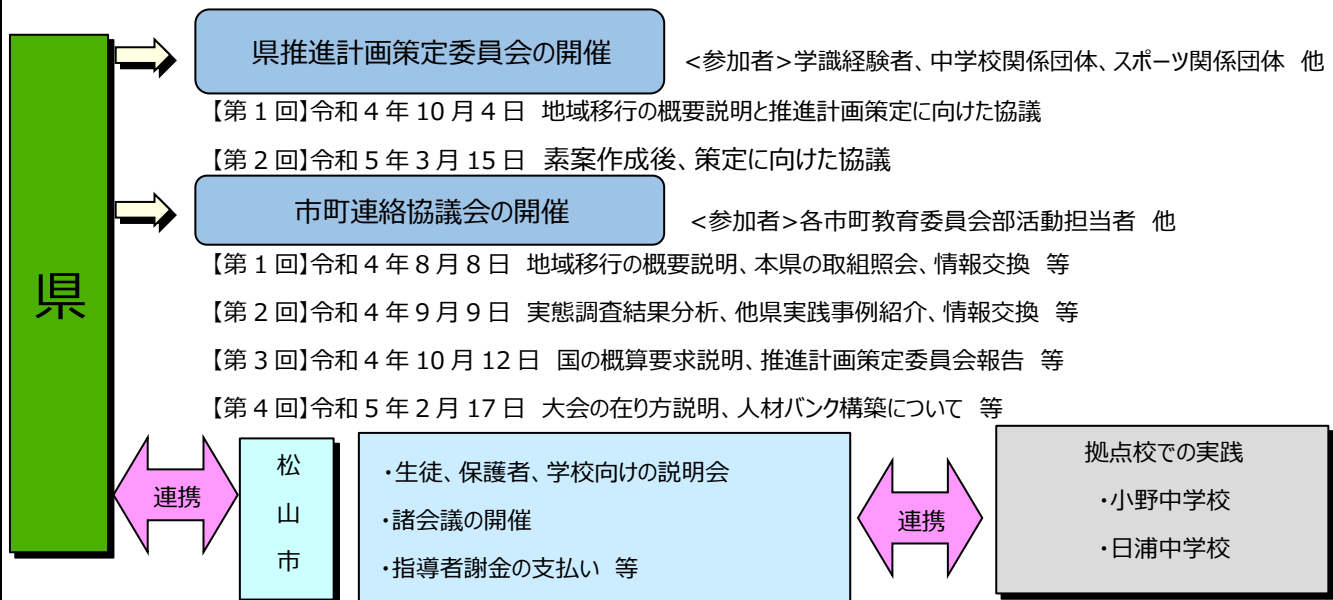 県
県推進計画策定委員会の開催
<参加者>学識経験者、中学校関係団体、スポーツ関係団体 他
【第１回】令和４年 10 月４日 地域移行の概要説明と推進計画策定に向けた協議
【第２回】令和５年３月 15 日 素案作成後、策定に向けた協議
市町連絡協議会の開催
<参加者>各市町教育委員会部活動担当者 他
【第１回】令和４年８月８日 地域移行の概要説明、本県の取組照会、情報交換 等
【第２回】令和４年９月９日 実態調査結果分析、他県実践事例紹介、情報交換 等
【第３回】令和４年 10 月 12 日 国の概算要求説明、推進計画策定委員会報告 等
【第４回】令和５年２月 17 日 大会の在り方説明、人材バンク構築について 等
連携
松
山
市
・生徒、保護者、学校向けの説明会
・諸会議の開催
・指導者謝金の支払い 等
連携
拠点校での実践
・小野中学校
・日浦中学校